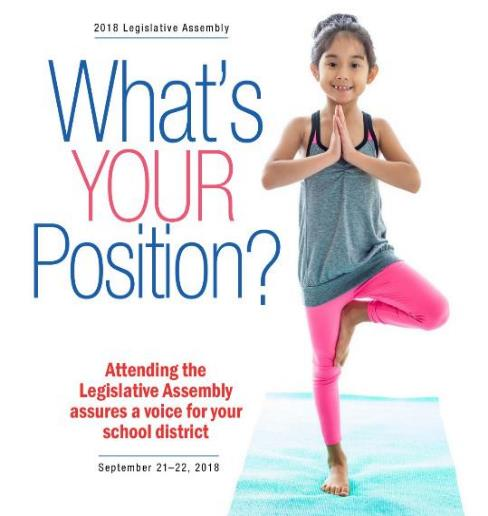 2018 Legislative Assembly
What's
YOUR
Position?
Attending the
Legislative Assembly
assures a voice for your
school district
September 21–22, 2018